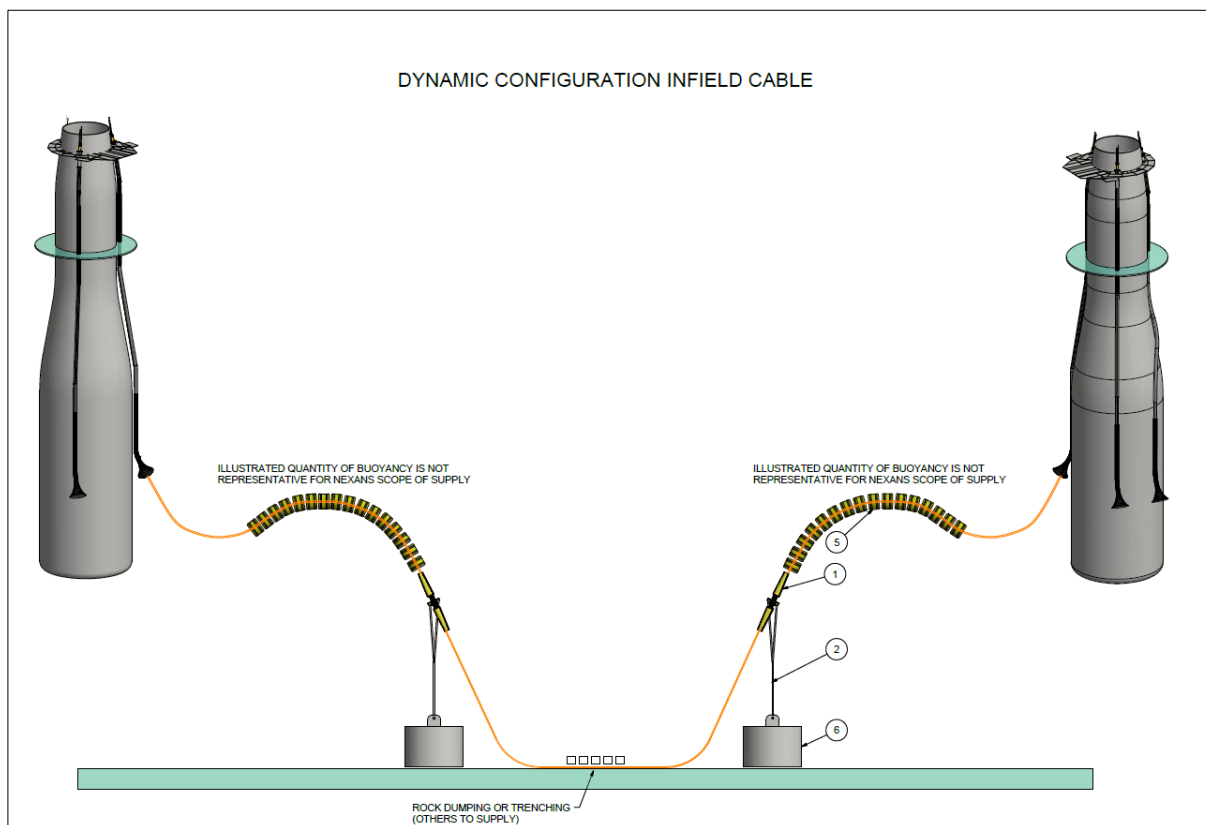 DYNAMIC CONFIGURATION INFIELD CABLE
ILLUSTRATED QUANTITY OF BUOYANCY IS NOT
REPRESENTATIVE FOR NEXANS SCOPE OF SUPPLY
ILLUSTRATED QUANTITY OF BUOYANCY IS NOT
REPRESENTATIVE FOR NEXANS SCOPE OF SUPPLY
5
1
2
6
ROCK DUMPING OR TRENCHING
(OTHERS TO SUPPLY)